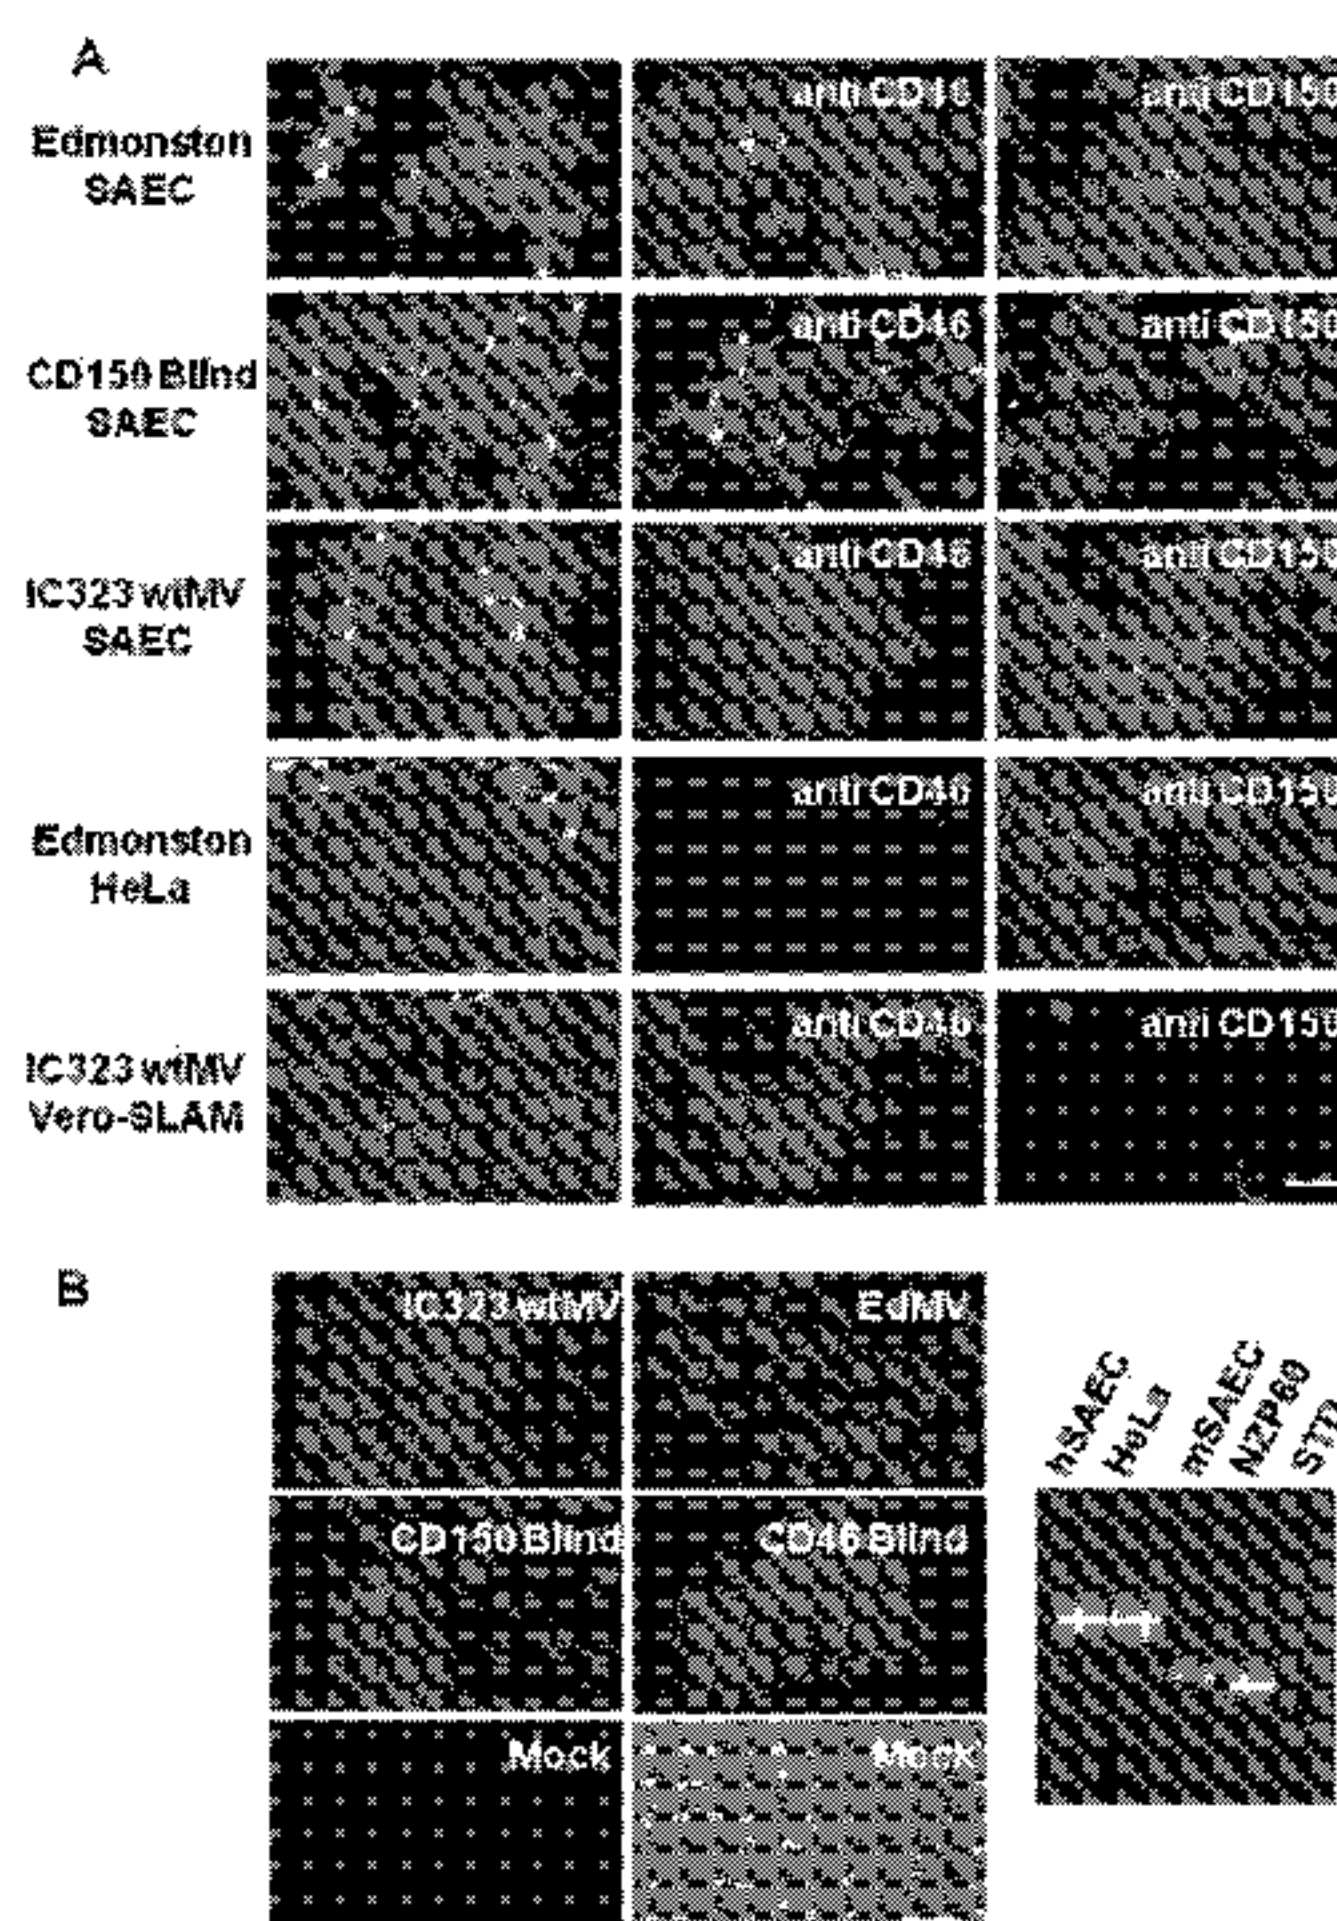 A
Edmonston
SAEC
anti CD46
anti CD150
CD150 Blind
SAEC
anti CD46
anti CD150
IC323 wtMV
SAEC
anti CD46
anti CD150
Edmonston
HeLa
anti CD46
anti CD150
IC323 wtMV
Vero-SLAM
anti CD46
anti CD150
B
IC323 wtMV
EdMV
CD150 Blind
CD46 Blind
Mock
Mock
hSAEC
HeLa
mSAEC
NZP60